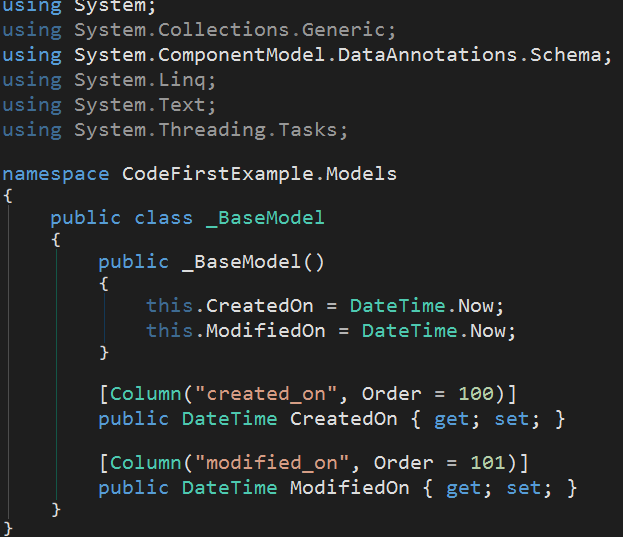 using System;
using System.Collections.Generic;
using System.ComponentModel.DataAnnotations.Schema;
using System.Linq;
using System.Text;
using System.Threading.Tasks;

namespace CodeFirstExample.Models
{
    public class _BaseModel
    {
        public _BaseModel()
        {
            this.CreatedOn = DateTime.Now;
            this.ModifiedOn = DateTime.Now;
        }

        [Column("created_on", Order = 100)]
        public DateTime CreatedOn { get; set; }

        [Column("modified_on", Order = 101)]
        public DateTime ModifiedOn { get; set; }
    }
}